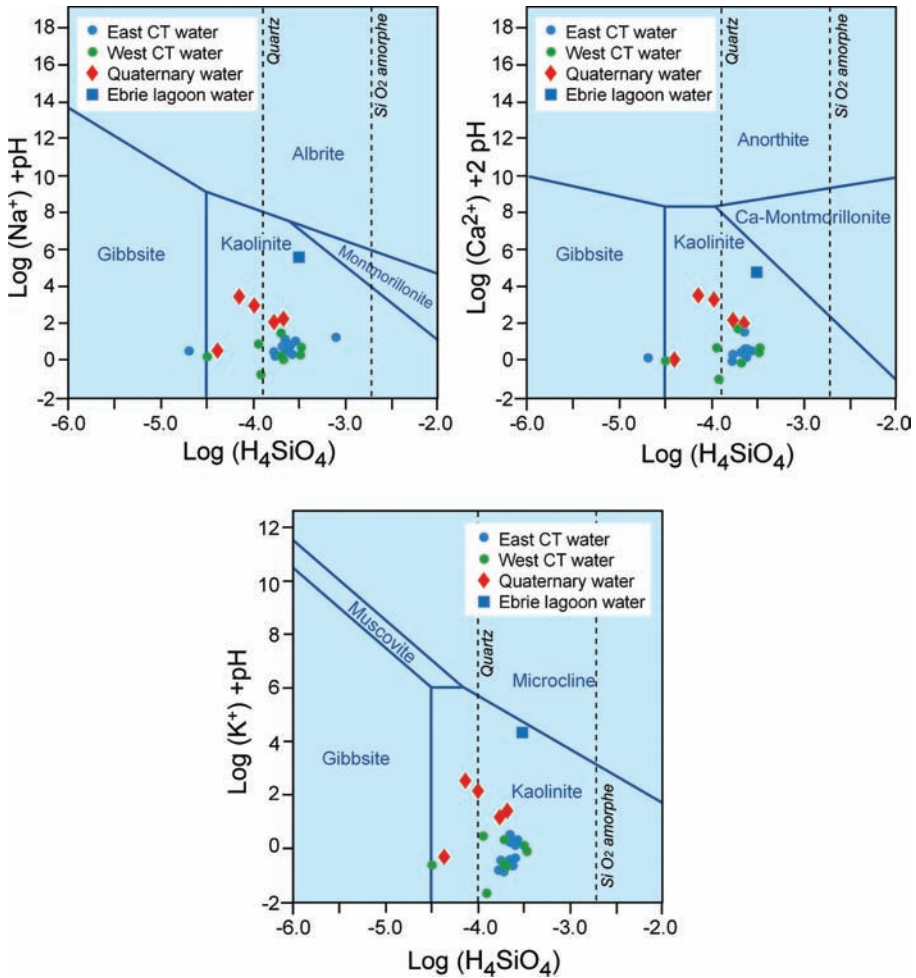 18
16
14
12
10
8
6
4
2
0
-2
Log (Na⁺) +pH
East CT water
West CT water
Quaternary water
Ebrie lagoon water
Quartz
Si O₂ amorphe
Albrite
Gibbsite
Kaolinite
Montmorillonite
-6.0 -5.0 -4.0 -3.0 -2.0
Log (H₄SiO₄)
18
16
14
12
10
8
6
4
2
0
-2
Log (Ca²⁺) +2 pH
East CT water
West CT water
Quaternary water
Ebrie lagoon water
Quartz
Si O₂ amorphe
Anorthite
Ca-Montmorillonite
Gibbsite
Kaolinite
-6.0 -5.0 -4.0 -3.0 -2.0
Log (H₄SiO₄)
12
10
8
6
4
2
0
-2
Log (K⁺) +pH
East CT water
West CT water
Quaternary water
Ebrie lagoon water
Muscovite
Quartz
Microcline
Gibbsite
Kaolinite
Si O₂ amorphe
-6.0 -5.0 -4.0 -3.0 -2.0
Log (H₄SiO₄)